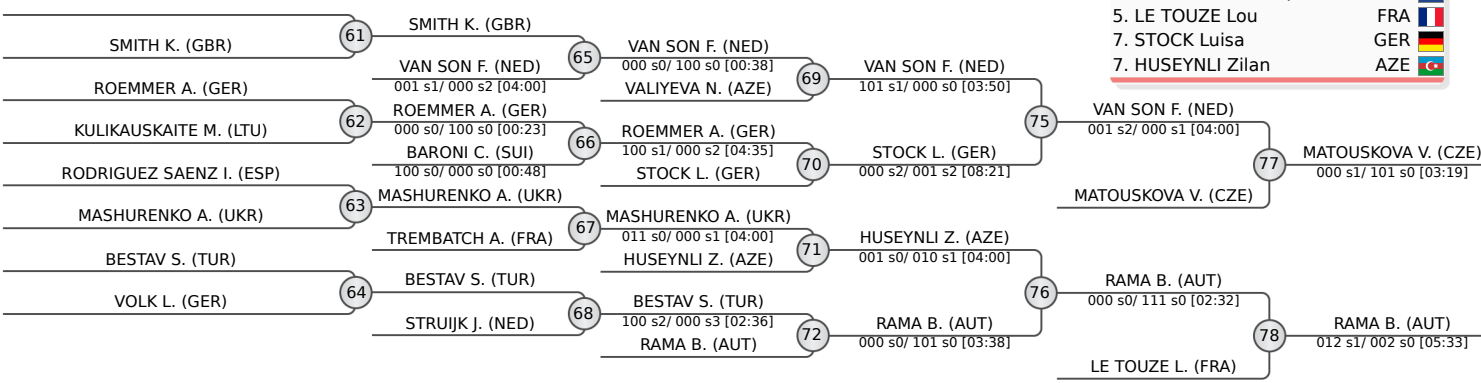 SMITH K. (GBR)
61
SMITH K. (GBR)
VAN SON F. (NED)
001 s1/ 000 s2 [04:00]
65
ROEMMER A. (GER)
62
KULIKAUSKAITE M. (LTU)
ROEMMER A. (GER)
000 s0/ 100 s0 [00:23]
66
BARONI C. (SUI)
100 s0/ 000 s0 [00:48]
RODRIGUEZ SAENZ I. (ESP)
63
MASHURENKO A. (UKR)
MASHURENKO A. (UKR)
67
TREMBATCH A. (FRA)
BESTAV S. (TUR)
64
VOLK L. (GER)
BESTAV S. (TUR)
68
STRUIJK J. (NED)
VAN SON F. (NED)
000 s0/ 100 s0 [00:38]
69
VALIYEVA N. (AZE)
ROEMMER A. (GER)
100 s1/ 000 s2 [04:35]
70
STOCK L. (GER)
MASHURENKO A. (UKR)
011 s0/ 000 s1 [04:00]
71
HUSEYNLI Z. (AZE)
BESTAV S. (TUR)
100 s2/ 000 s3 [02:36]
72
RAMA B. (AUT)
VAN SON F. (NED)
101 s1/ 000 s0 [03:50]
75
STOCK L. (GER)
000 s2/ 001 s2 [08:21]
HUSEYNLI Z. (AZE)
001 s0/ 010 s1 [04:00]
76
RAMA B. (AUT)
000 s0/ 101 s0 [03:38]
VAN SON F. (NED)
001 s2/ 000 s1 [04:00]
77
MATOUSKOVA V. (CZE)
RAMA B. (AUT)
000 s0/ 111 s0 [02:32]
78
LE TOUZE L. (FRA)
MATOUSKOVA V. (CZE)
000 s1/ 101 s0 [03:19]
RAMA B. (AUT)
012 s1/ 002 s0 [05:33]
5. LE TOUZE Lou FRA
7. STOCK Luisa GER
7. HUSEYNLI Zilan AZE